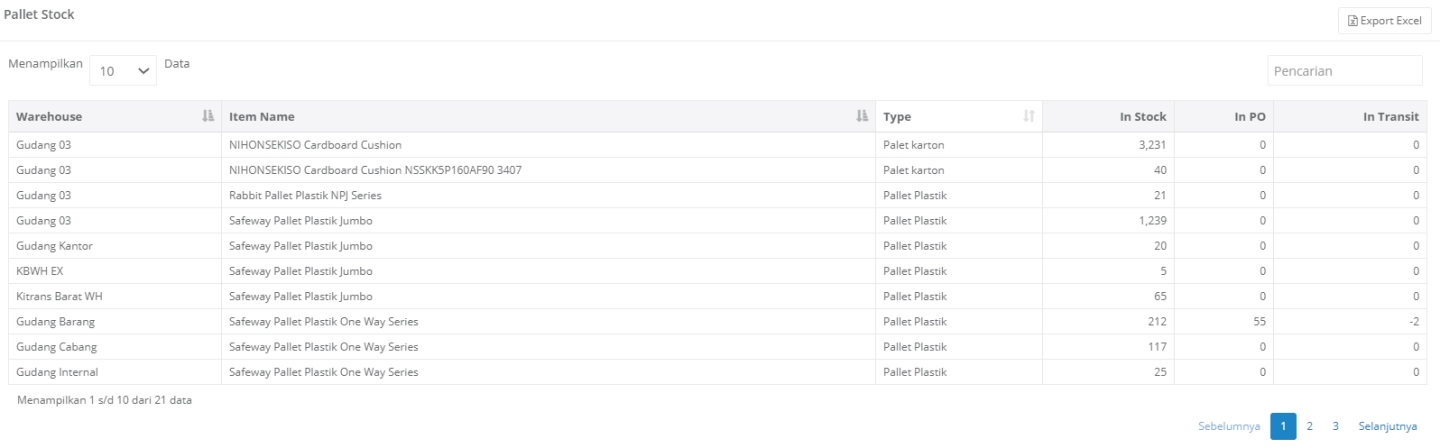 Pallet Stock
Export Excel
Menampilkan 10 Data
Pencarian
Warehouse Item Name Type In Stock In PO In Transit
Gudang 03 NIHONSEKISO Cardboard Cushion Palet karton 3,231 0 0
Gudang 03 NIHONSEKISO Cardboard Cushion NSSKK5P160AF90 3407 Palet karton 40 0 0
Gudang 03 Rabbit Pallet Plastik NPJ Series Pallet Plastik 21 0 0
Gudang 03 Safeway Pallet Plastik Jumbo Pallet Plastik 1,239 0 0
Gudang Kantor Safeway Pallet Plastik Jumbo Pallet Plastik 20 0 0
KBWH EX Safeway Pallet Plastik Jumbo Pallet Plastik 5 0 0
Kitrans Barat WH Safeway Pallet Plastik Jumbo Pallet Plastik 65 0 0
Gudang Barang Safeway Pallet Plastik One Way Series Pallet Plastik 212 55 -2
Gudang Cabang Safeway Pallet Plastik One Way Series Pallet Plastik 117 0 0
Gudang Internal Safeway Pallet Plastik One Way Series Pallet Plastik 25 0 0
Menampilkan 1 s/d 10 dari 21 data
Sebelumnya 1 2 3 Selanjutnya